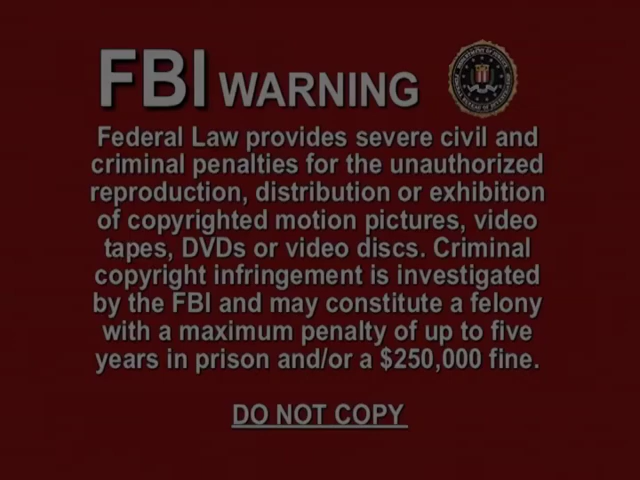 FBI WARNING
Federal Law provides severe civil and
criminal penalties for the unauthorized
reproduction, distribution or exhibition
of copyrighted motion pictures, video
tapes, DVDs or video discs. Criminal
copyright infringement is investigated
by the FBI and may constitute a felony
with a maximum penalty of up to five
years in prison and/or a $250,000 fine.
DO NOT COPY